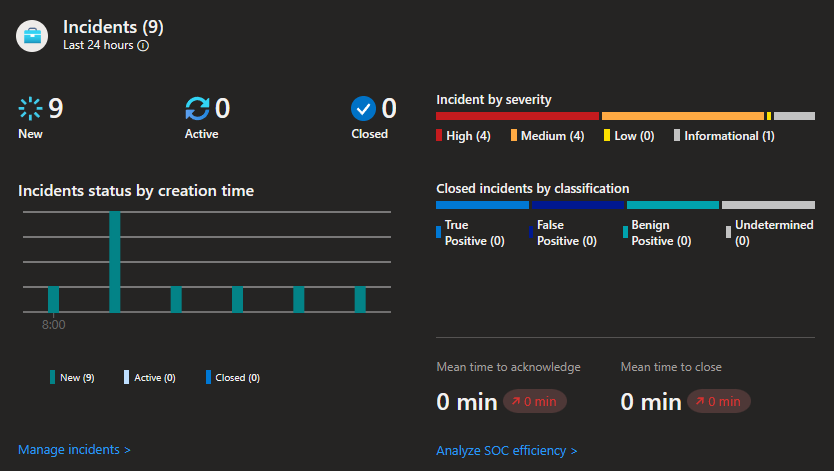 Incidents (9)
Last 24 hours
9
New
0
Active
0
Closed
Incident by severity
High (4)
Medium (4)
Low (0)
Informational (1)
Incidents status by creation time
8:00
New (9)
Active (0)
Closed (0)
Closed incidents by classification
True
Positive (0)
False
Positive (0)
Benign
Positive (0)
Undetermined
(0)
Mean time to acknowledge
0 min
0 min
Mean time to close
0 min
0 min
Manage incidents >
Analyze SOC efficiency >